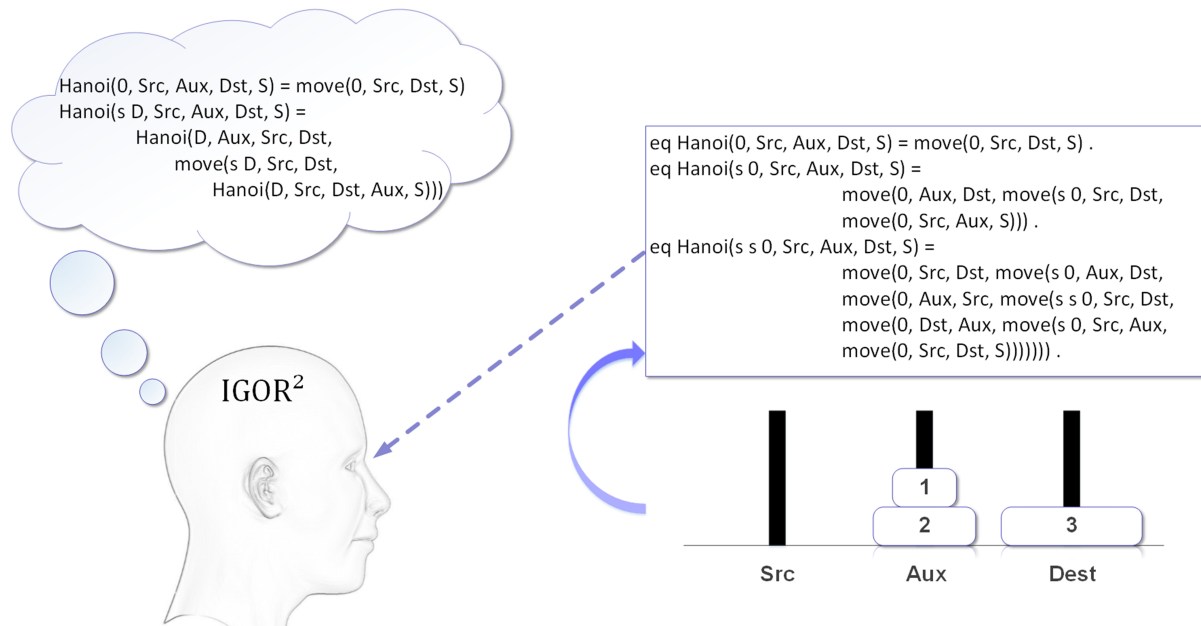 Hanoi(0, Src, Aux, Dst, S) = move(0, Src, Dst, S)
Hanoi(s D, Src, Aux, Dst, S) =
Hanoi(D, Aux, Src, Dst,
move(s D, Src, Dst,
Hanoi(D, Src, Dst, Aux, S)))
IGOR²
eq Hanoi(0, Src, Aux, Dst, S) = move(0, Src, Dst, S) .
eq Hanoi(s 0, Src, Aux, Dst, S) =
move(0, Aux, Dst, move(s 0, Src, Dst,
move(0, Src, Aux, S))) .
eq Hanoi(s s 0, Src, Aux, Dst, S) =
move(0, Src, Dst, move(s 0, Aux, Dst,
move(0, Aux, Src, move(s s 0, Src, Dst,
move(0, Dst, Aux, move(s 0, Src, Aux,
move(0, Src, Dst, S))))))) .
1
2
3
Src
Aux
Dest